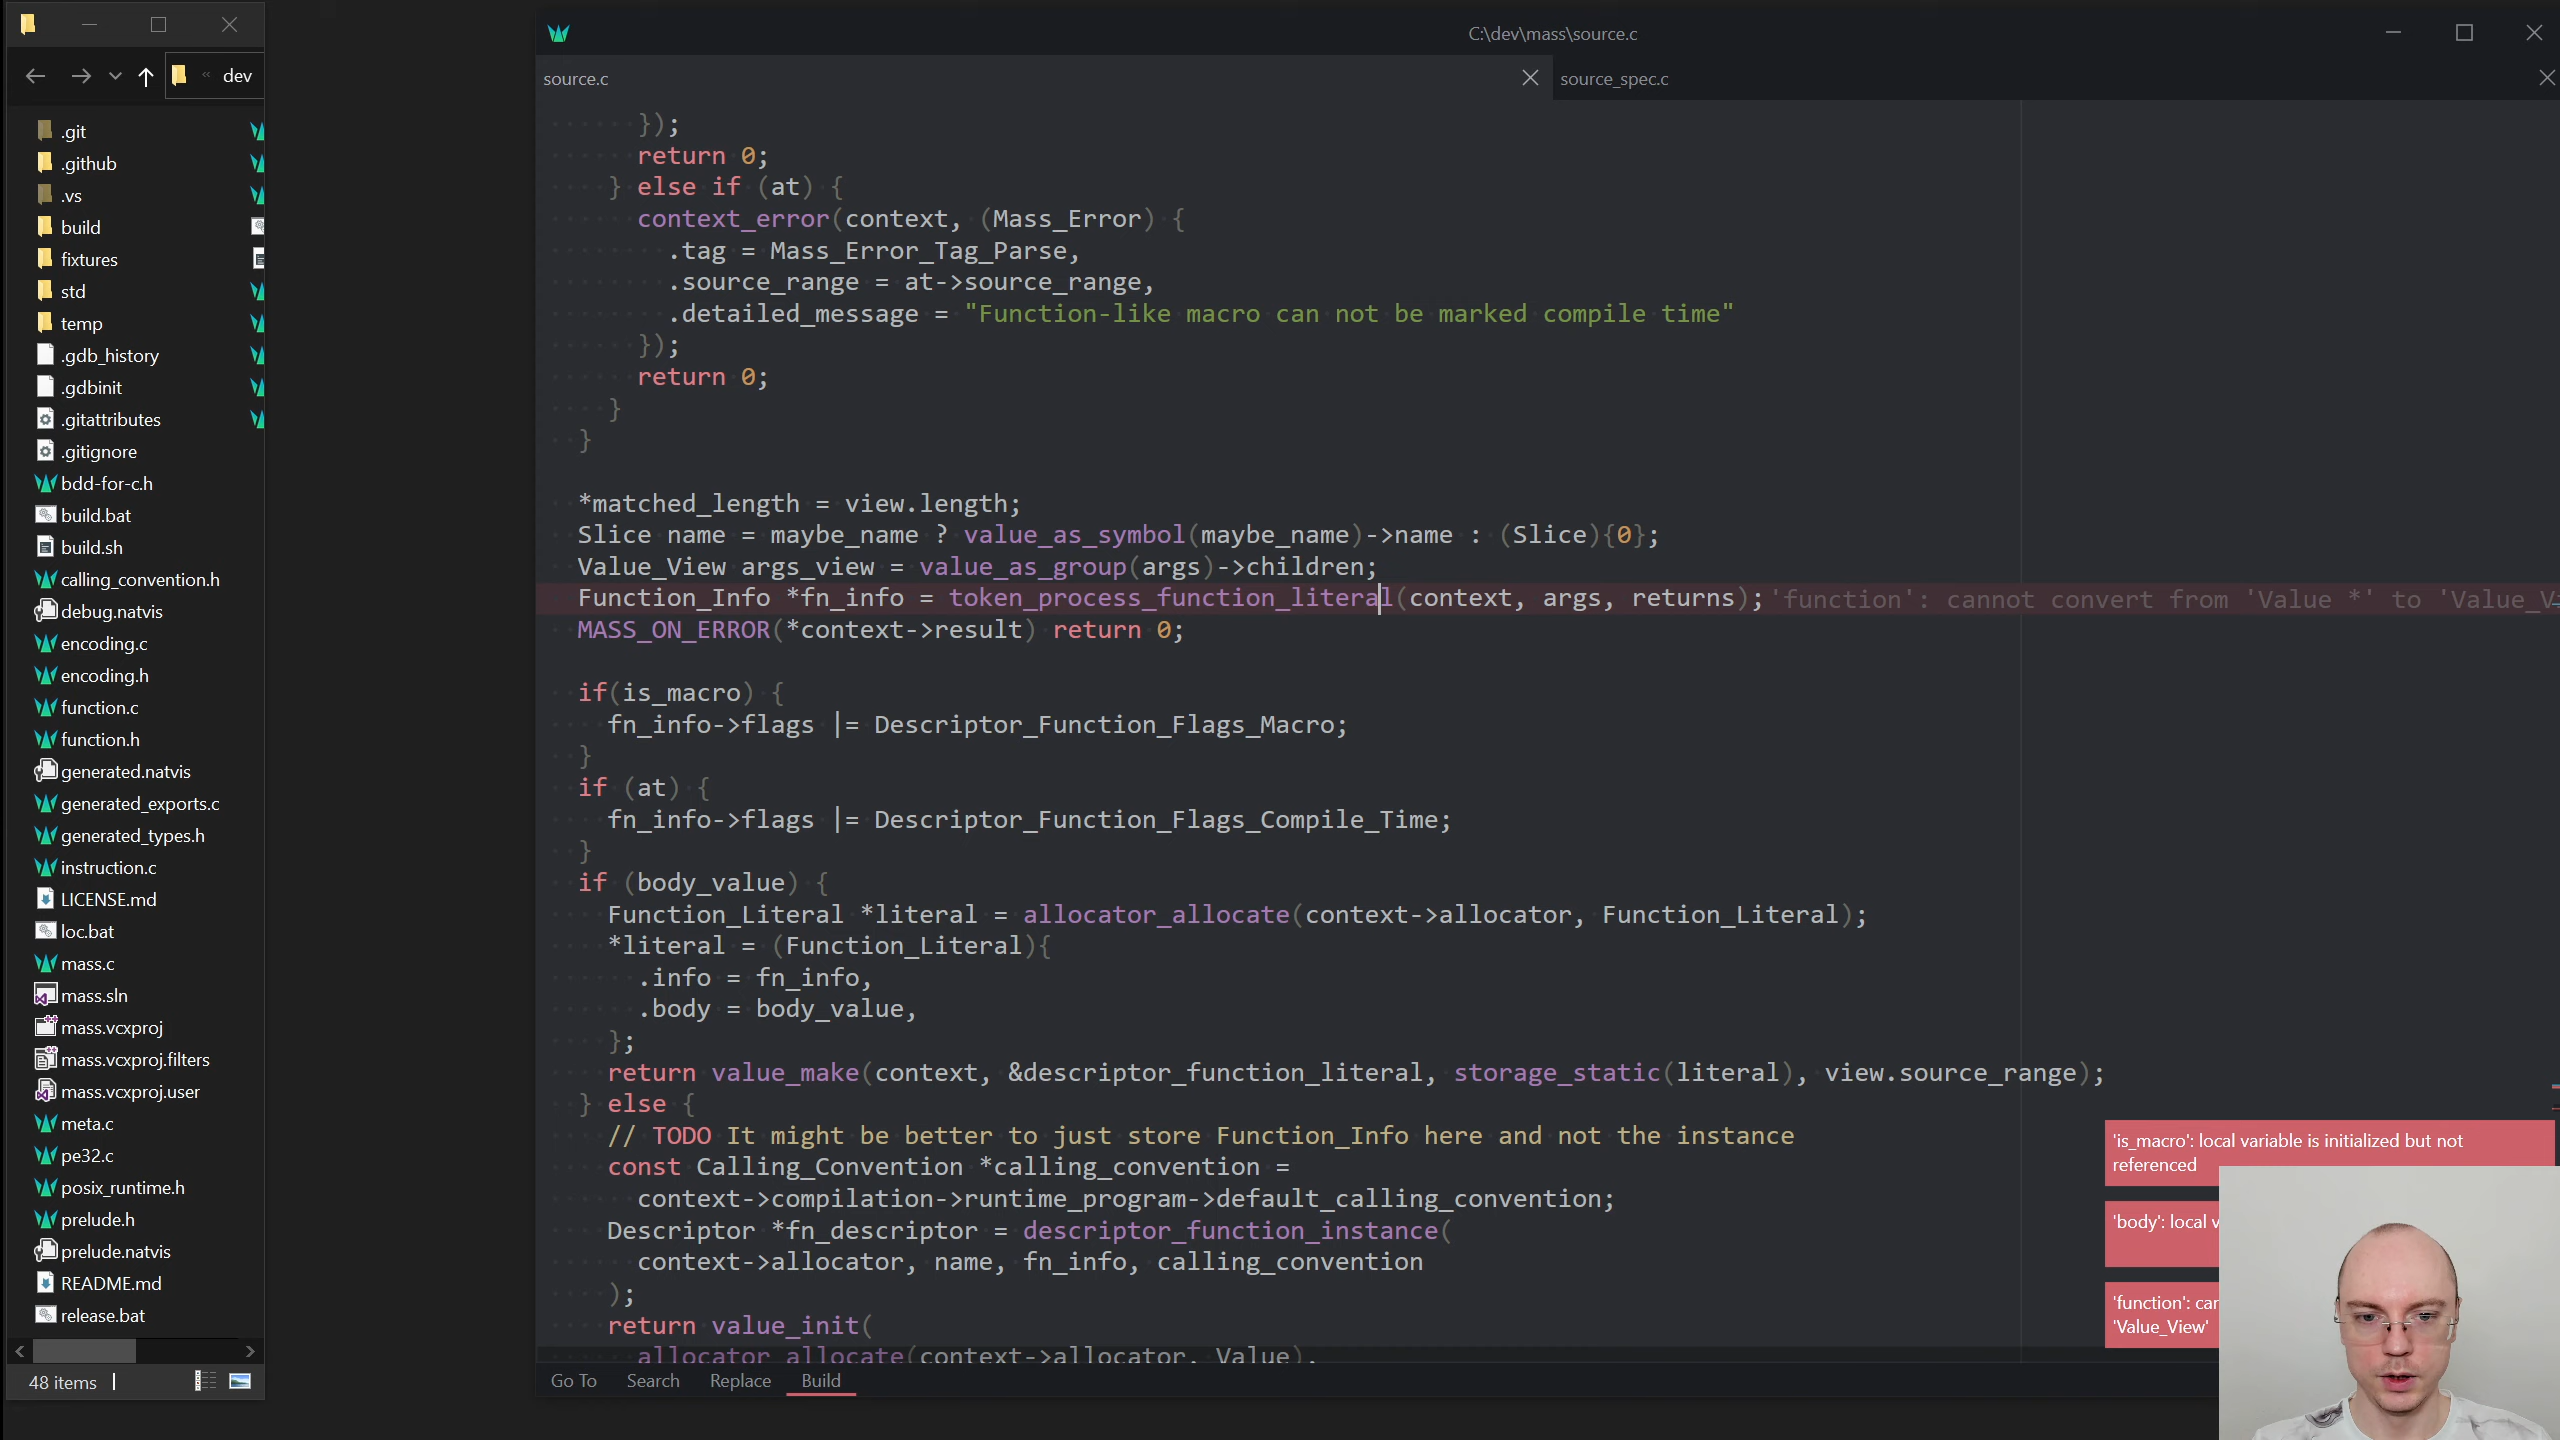 dev
.git
.github
.vs
build
fixtures
std
temp
.gdb_history
.gdbinit
.gitattributes
.gitignore
bdd-for-c.h
build.bat
build.sh
calling_convention.h
debug.natvis
encoding.c
encoding.h
function.c
function.h
generated.natvis
generated_exports.c
generated_types.h
instruction.c
LICENSE.md
loc.bat
mass.c
mass.sln
mass.vcxproj
mass.vcxproj.filters
mass.vcxproj.user
meta.c
pe32.c
posix_runtime.h
prelude.h
prelude.natvis
README.md
release.bat
48 items
C:\dev\mass\source.c
source.c
source_spec.c
});
return 0;
} else if (at) {
context_error(context, (Mass_Error) {
.tag = Mass_Error_Tag_Parse,
.source_range = at->source_range,
.detailed_message = "Function-like macro can not be marked compile time"
});
return 0;
}
}
*matched_length = view.length;
Slice name = maybe_name ? value_as_symbol(maybe_name)->name : (Slice){0};
Value_View args_view = value_as_group(args)->children;
Function_Info *fn_info = token_process_function_literal(context, args, returns); 'function': cannot convert from 'Value *' to 'Value_V
MASS_ON_ERROR(*context->result) return 0;
if(is_macro) {
fn_info->flags |= Descriptor_Function_Flags_Macro;
}
if (at) {
fn_info->flags |= Descriptor_Function_Flags_Compile_Time;
}
if (body_value) {
Function_Literal *literal = allocator_allocate(context->allocator, Function_Literal);
*literal = (Function_Literal){
.info = fn_info,
.body = body_value,
};
return value_make(context, &descriptor_function_literal, storage_static(literal), view.source_range);
} else {
// TODO It might be better to just store Function_Info here and not the instance
const Calling_Convention *calling_convention =
context->compilation->runtime_program->default_calling_convention;
Descriptor *fn_descriptor = descriptor_function_instance(
context->allocator, name, fn_info, calling_convention
);
return value_init(
allocator_allocate(context->allocator, Value),
'is_macro': local variable is initialized but not
referenced
'body': local v
'function': car
'Value_View'
Go To
Search
Replace
Build